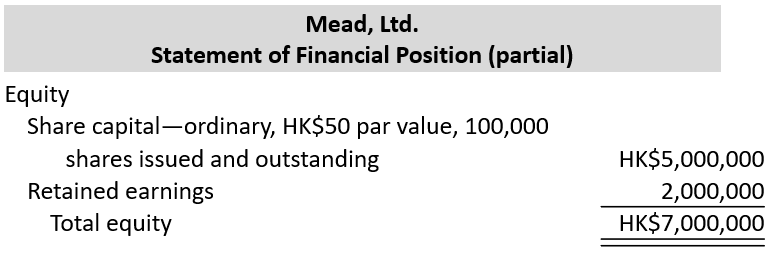 Mead, Ltd.
Statement of Financial Position (partial)
Equity
Share capital—ordinary, HK$50 par value, 100,000
shares issued and outstanding HK$5,000,000
Retained earnings 2,000,000
Total equity HK$7,000,000